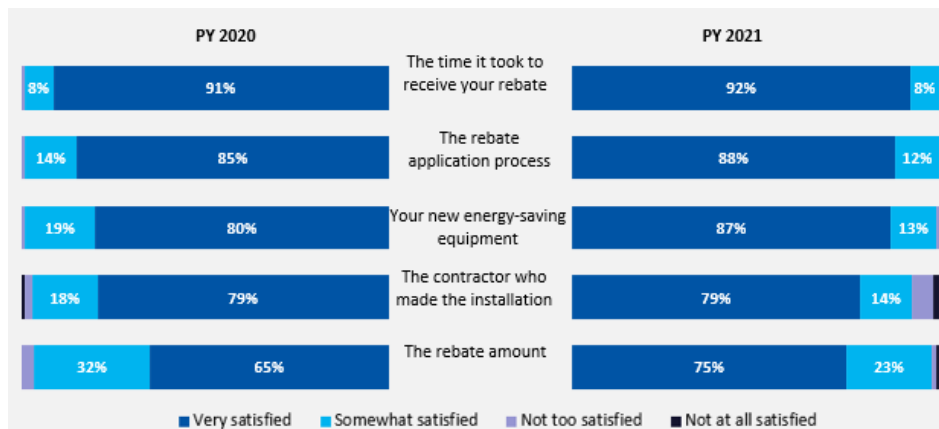 PY 2020
PY 2021
The time it took to
receive your rebate
8%
91%
92%
8%
The rebate
application process
14%
85%
88%
12%
Your new energy-saving
equipment
19%
80%
87%
13%
The contractor who
made the installation
18%
79%
79%
14%
The rebate amount
32%
65%
75%
23%
Very satisfied
Somewhat satisfied
Not too satisfied
Not at all satisfied